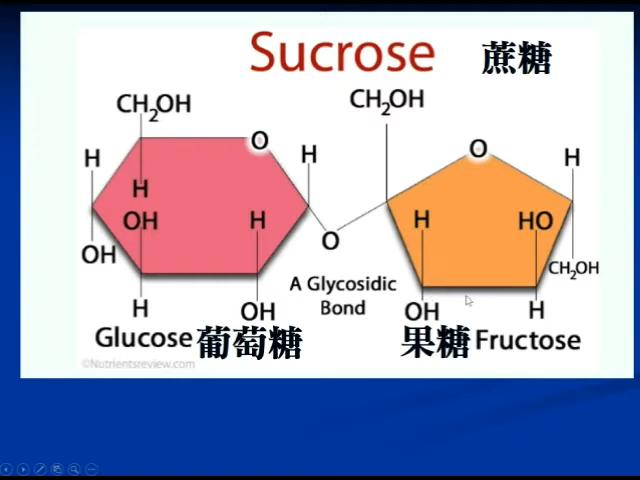 Sucrose 蔗糖
CH2OH CH2OH
O O
H H H
H
OH H H HO
O
OH CH2OH
A Glycosidic
Bond
H OH OH H
Glucose 葡萄糖 果糖 Fructose
©Nutrientsreview.com